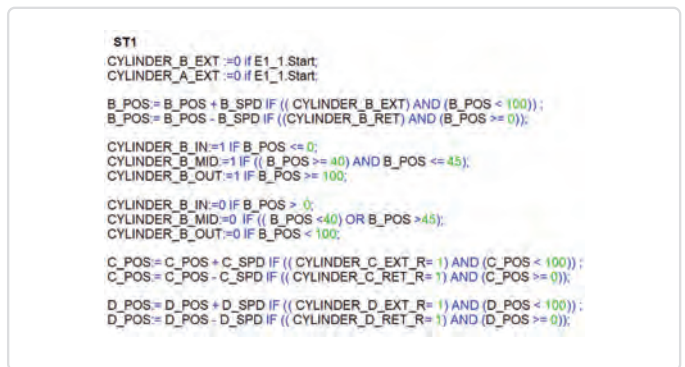 ST1
CYLINDER_B_EXT :=0 if E1_1.Start;
CYLINDER_A_EXT :=0 if E1_1.Start;
B_POS:= B_POS + B_SPD IF (( CYLINDER_B_EXT) AND (B_POS < 100)) ;
B_POS:= B_POS - B_SPD IF ((CYLINDER_B_RET) AND (B_POS >= 0));
CYLINDER_B_IN:=1 IF B_POS <= 0;
CYLINDER_B_MID:=1 IF (( B_POS >= 40) AND B_POS <= 45);
CYLINDER_B_OUT:=1 IF B_POS >= 100;
CYLINDER_B_IN:=0 IF B_POS > 0;
CYLINDER_B_MID:=0 IF (( B_POS <40) OR B_POS >45);
CYLINDER_B_OUT:=0 IF B_POS < 100;
C_POS:= C_POS + C_SPD IF (( CYLINDER_C_EXT_R= 1) AND (C_POS < 100)) ;
C_POS:= C_POS - C_SPD IF (( CYLINDER_C_RET_R= 1) AND (C_POS >= 0));
D_POS:= D_POS + D_SPD IF (( CYLINDER_D_EXT_R= 1) AND (D_POS < 100)) ;
D_POS:= D_POS - D_SPD IF (( CYLINDER_D_RET_R= 1) AND (D_POS >= 0));